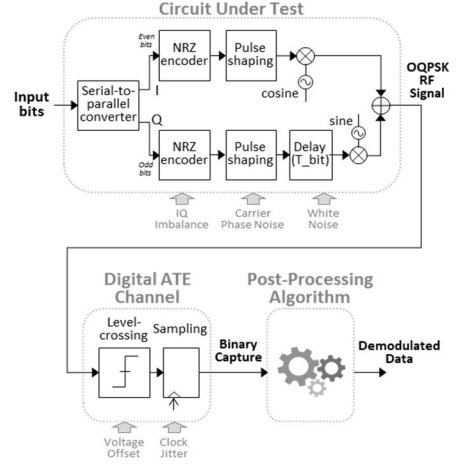 Circuit Under Test
Even
bits
NRZ
encoder
Pulse
shaping
cosine
OQPSK
RF
Signal
Input
bits
Serial-to-
parallel
converter
I
Q
sine
Odd
bits
NRZ
encoder
Pulse
shaping
Delay
(T_bit)
IQ
Imbalance
Carrier
Phase Noise
White
Noise
Digital ATE
Channel
Post-Processing
Algorithm
Level-
crossing
Sampling
Binary
Capture
Demodulated
Data
Voltage
Offset
Clock
Jitter